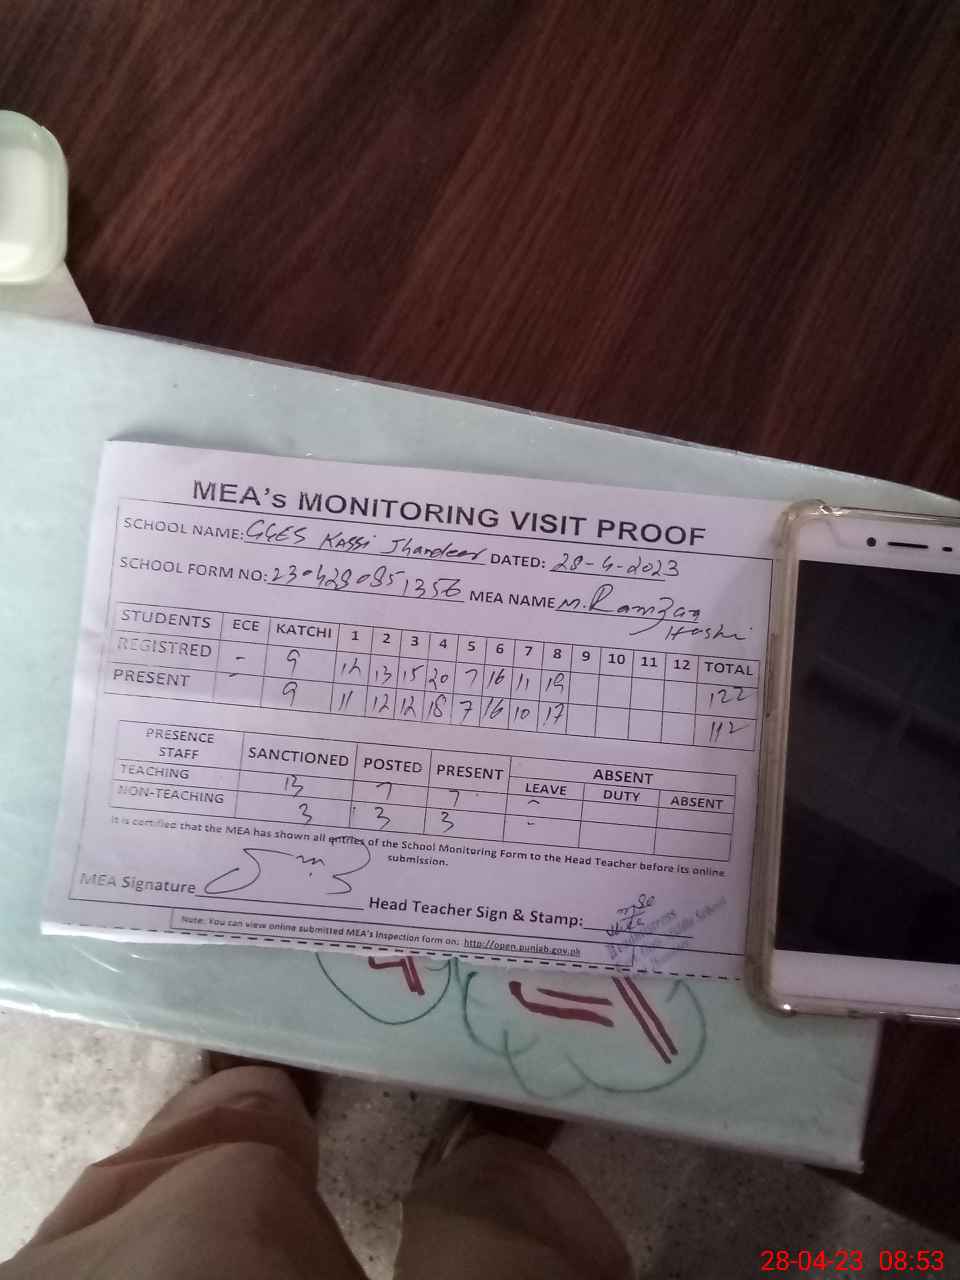 MEA's MONITORING VISIT PROOF
SCHOOL NAME: GGES Kassi Jhandeer DATED: 28-4-2023
SCHOOL FORM NO: MEA NAME M. Ramzan
STUDENTS ECE KATCHI 1 2 3 4 5 6 7 8 9 10 11 12 TOTAL
REGISTRED - 9 12 13 15 20 7 16 11 19 122
PRESENT - 9 11 12 12 18 7 16 10 17 112
PRESENCE STAFF SANCTIONED POSTED PRESENT ABSENT
LEAVE DUTY ABSENT
TEACHING 13 7 7 -
NON-TEACHING 3 3 3 -
It is certified that the MEA has shown all entries of the School Monitoring Form to the Head Teacher before its online
submission.
MEA Signature Head Teacher Sign & Stamp:
Headmistress
Note: You can view online submitted MEA's Inspection form on: http://open.punjab.gov.pk
28-04-23 08:53